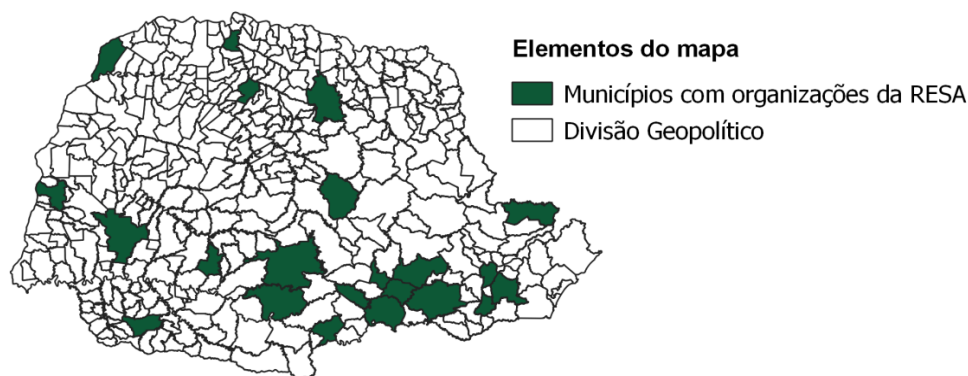 Elementos do mapa
Municípios com organizações da RESA
Divisão Geopolítico